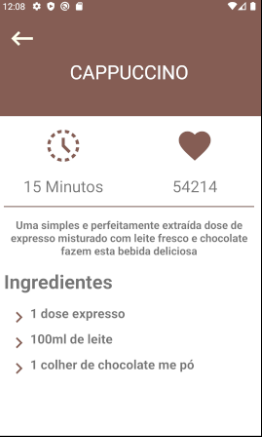 12:08
CAPPUCCINO
15 Minutos
54214
Uma simples e perfeitamente extraída dose de
expresso misturado com leite fresco e chocolate
fazem esta bebida deliciosa
Ingredientes
1 dose expresso
100ml de leite
1 colher de chocolate me pó